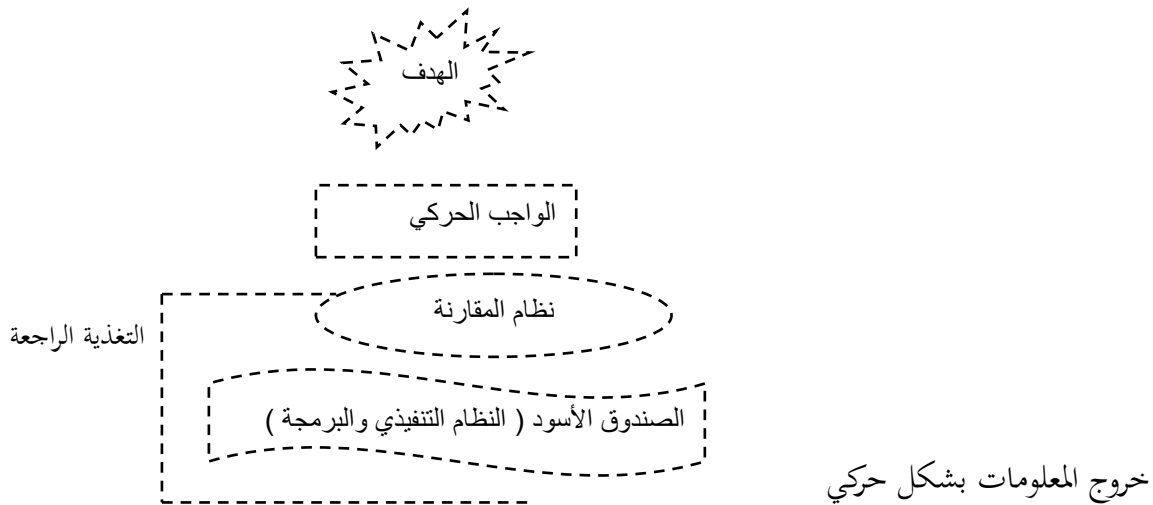 الهدف
الواجب الحركي
نظام المقارنة
التغذية الراجعة
الصندوق الأسود ( النظام التنفيذي والبرمجة )
خروج المعلومات بشكل حركي